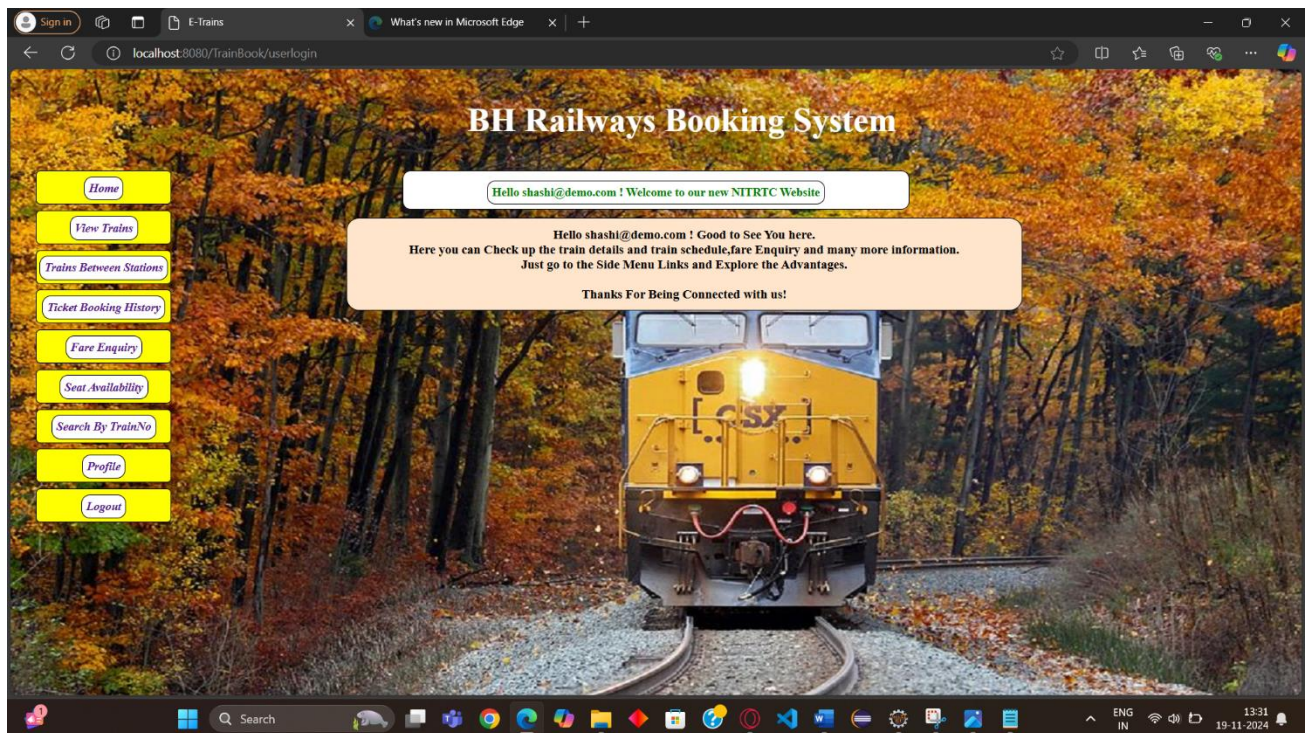 Sign in
E-Trains
What's new in Microsoft Edge
localhost:8080/TrainBook/userlogin
BH Railways Booking System
Home
View Trains
Trains Between Stations
Ticket Booking History
Fare Enquiry
Seat Availability
Search By TrainNo
Profile
Logout
Hello shashi@demo.com ! Welcome to our new NITRTC Website
Hello shashi@demo.com ! Good to See You here.
Here you can Check up the train details and train schedule,fare Enquiry and many more information.
Just go to the Side Menu Links and Explore the Advantages.
Thanks For Being Connected with us!
CSX
1
Search
ENG
IN
13:31
19-11-2024